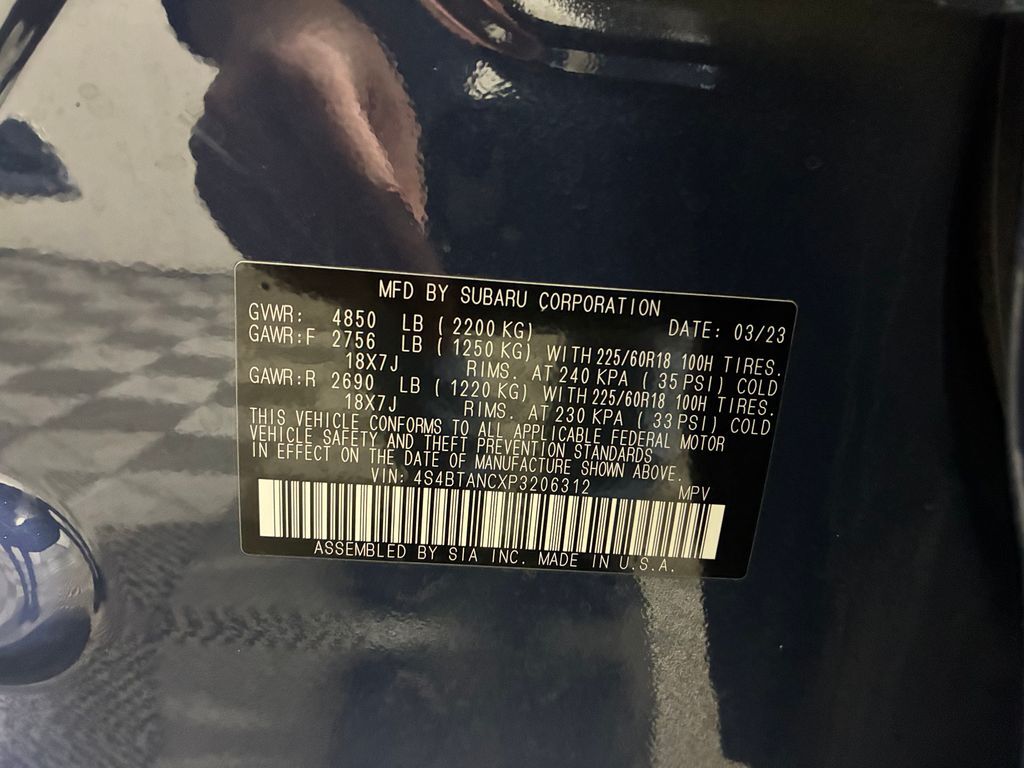 MFD BY SUBARU CORPORATION
GVWR: 4850 LB ( 2200 KG) DATE: 03/23
GAWR:F 2756 LB ( 1250 KG) WITH 225/60R18 100H TIRES.
18X7J RIMS. AT 240 KPA ( 35 PSI) COLD
GAWR:R 2690 LB ( 1220 KG) WITH 225/60R18 100H TIRES.
18X7J RIMS. AT 230 KPA ( 33 PSI) COLD
THIS VEHICLE CONFORMS TO ALL APPLICABLE FEDERAL MOTOR
VEHICLE SAFETY AND THEFT PREVENTION STANDARDS
IN EFFECT ON THE DATE OF MANUFACTURE SHOWN ABOVE.
VIN: 4S4BTANCXP3206312 MPV
ASSEMBLED BY SIA INC. MADE IN U.S.A.